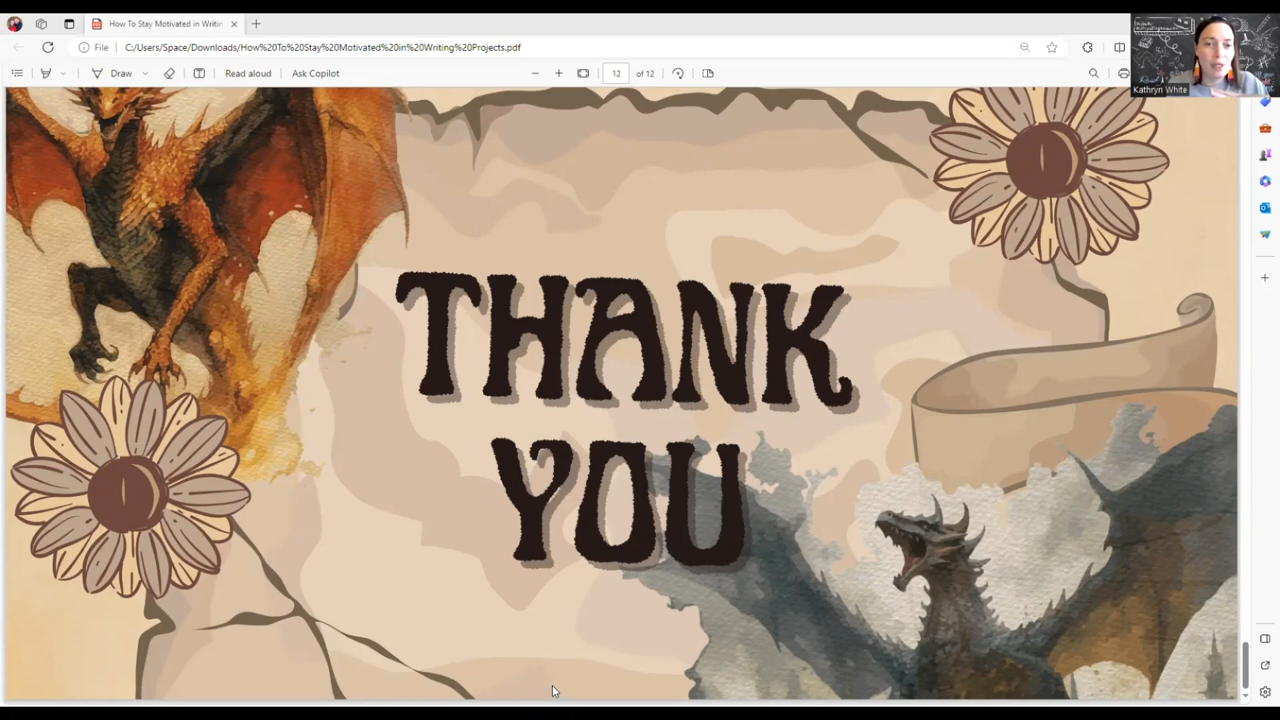 How To Stay Motivated in Writin
File
C:/Users/Space/Downloads/How%20To%20Stay%20Motivated%20in%20Writing%20Projects.pdf
Draw
Read aloud
Ask Copilot
12
of 12
Kathryn White
THANK
YOU